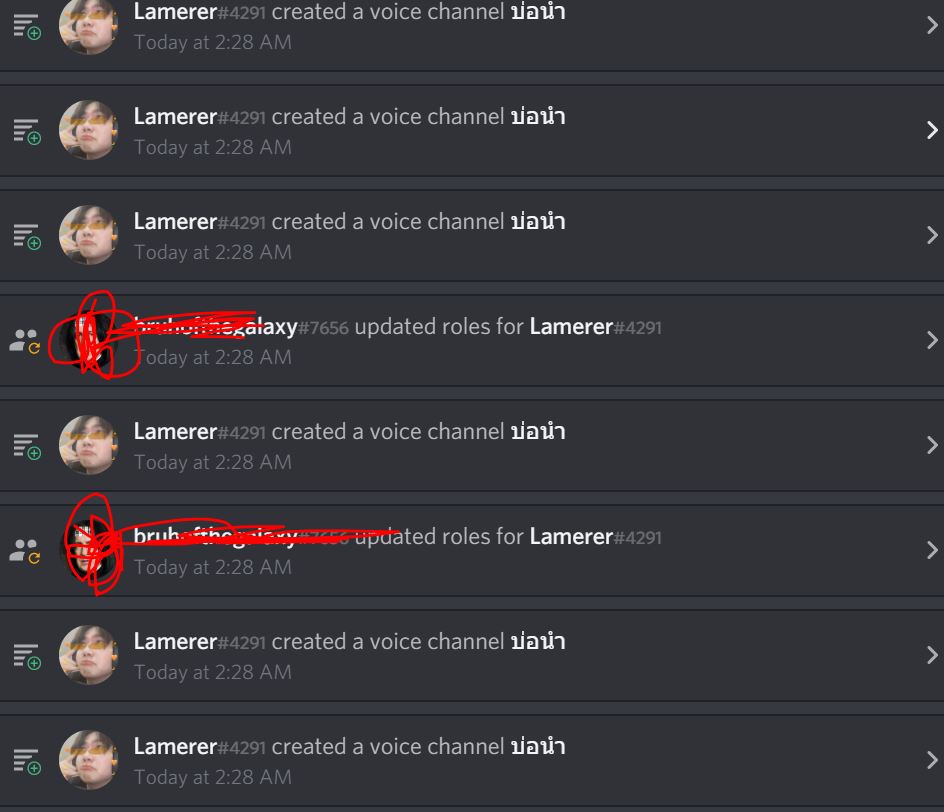 Lamerer#4291 created a voice channel บ่อน้ำ
Today at 2:28 AM
Lamerer#4291 created a voice channel บ่อน้ำ
Today at 2:28 AM
Lamerer#4291 created a voice channel บ่อน้ำ
Today at 2:28 AM
bruhofthegalaxy#7656 updated roles for Lamerer#4291
Today at 2:28 AM
Lamerer#4291 created a voice channel บ่อน้ำ
Today at 2:28 AM
bruhofthegalaxy#7656 updated roles for Lamerer#4291
Today at 2:28 AM
Lamerer#4291 created a voice channel บ่อน้ำ
Today at 2:28 AM
Lamerer#4291 created a voice channel บ่อน้ำ
Today at 2:28 AM